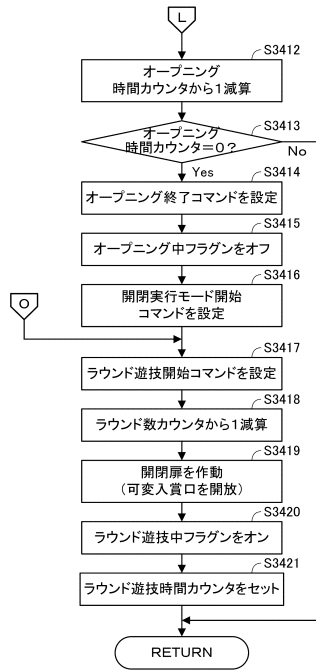 L
S3412
オープニング
時間カウンタから1減算
S3413
オープニング
時間カウンタ=0?
No
Yes
S3414
オープニング終了コマンドを設定
S3415
オープニング中フラグンをオフ
S3416
開閉実行モード開始
コマンドを設定
O
S3417
ラウンド遊技開始コマンドを設定
S3418
ラウンド数カウンタから1減算
S3419
開閉扉を作動
(可変入賞口を開放)
S3420
ラウンド遊技中フラグンをオン
S3421
ラウンド遊技時間カウンタをセット
RETURN